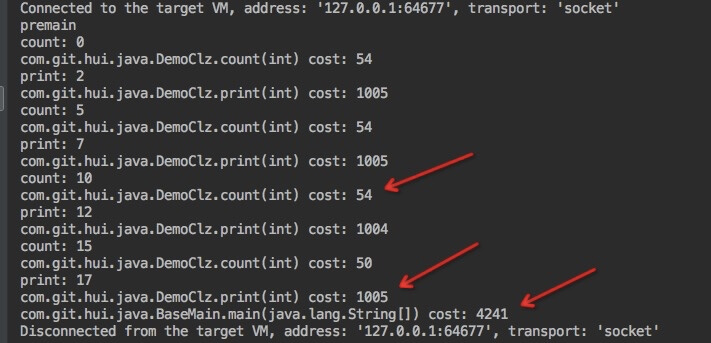 Connected to the target VM, address: '127.0.0.1:64677', transport: 'socket'
premain
count: 0
com.git.hui.java.DemoClz.count(int) cost: 54
print: 2
com.git.hui.java.DemoClz.print(int) cost: 1005
count: 5
com.git.hui.java.DemoClz.count(int) cost: 54
print: 7
com.git.hui.java.DemoClz.print(int) cost: 1005
count: 10
com.git.hui.java.DemoClz.count(int) cost: 54
print: 12
com.git.hui.java.DemoClz.print(int) cost: 1004
count: 15
com.git.hui.java.DemoClz.count(int) cost: 50
print: 17
com.git.hui.java.DemoClz.print(int) cost: 1005
com.git.hui.java.BaseMain.main(java.lang.String[]) cost: 4241
Disconnected from the target VM, address: '127.0.0.1:64677', transport: 'socket'